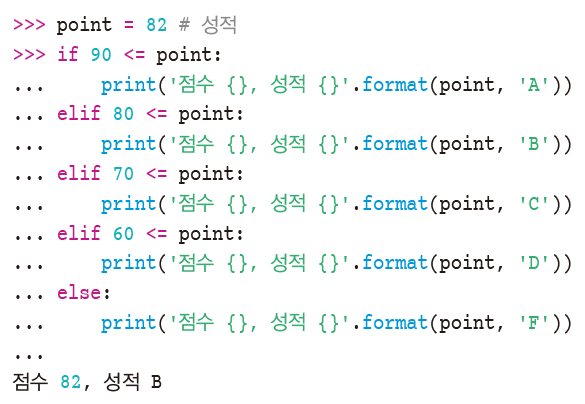 >>> point = 82 # 성적
>>> if 90 <= point:
...     print('점수 {}, 성적 {}'.format(point, 'A'))
... elif 80 <= point:
...     print('점수 {}, 성적 {}'.format(point, 'B'))
... elif 70 <= point:
...     print('점수 {}, 성적 {}'.format(point, 'C'))
... elif 60 <= point:
...     print('점수 {}, 성적 {}'.format(point, 'D'))
... else:
...     print('점수 {}, 성적 {}'.format(point, 'F'))
...
점수 82, 성적 B